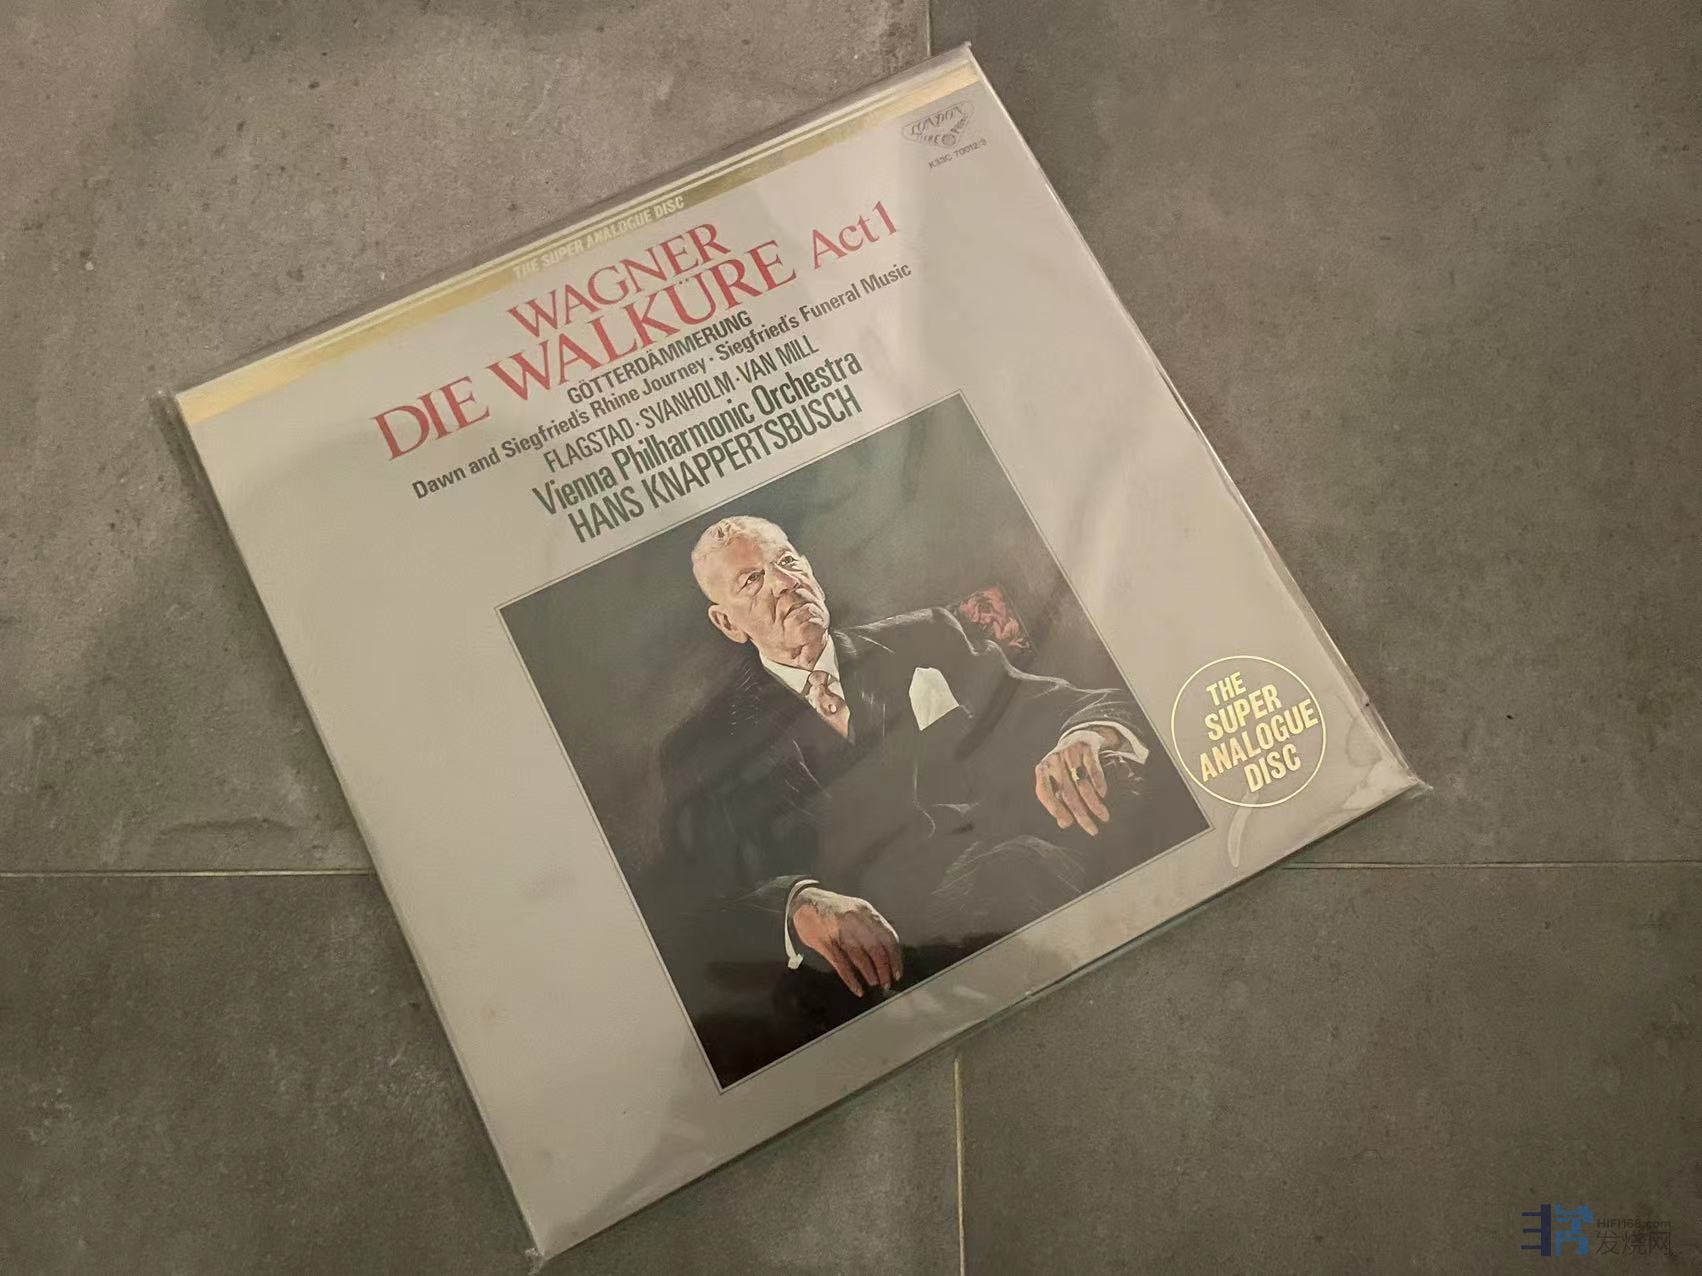 THE SUPER ANALOGUE DISC
LONDON
K33C-70012-3
WAGNER
DIE WALKÜRE Act 1
GÖTTERDÄMMERUNG
Dawn and Siegfried's Rhine Journey · Siegfried's Funeral Music
FLAGSTAD · SVANHOLM · VAN MILL
Vienna Philharmonic Orchestra
HANS KNAPPERTSBUSCH
THE
SUPER
ANALOGUE
DISC
HIFI168.com
发烧网